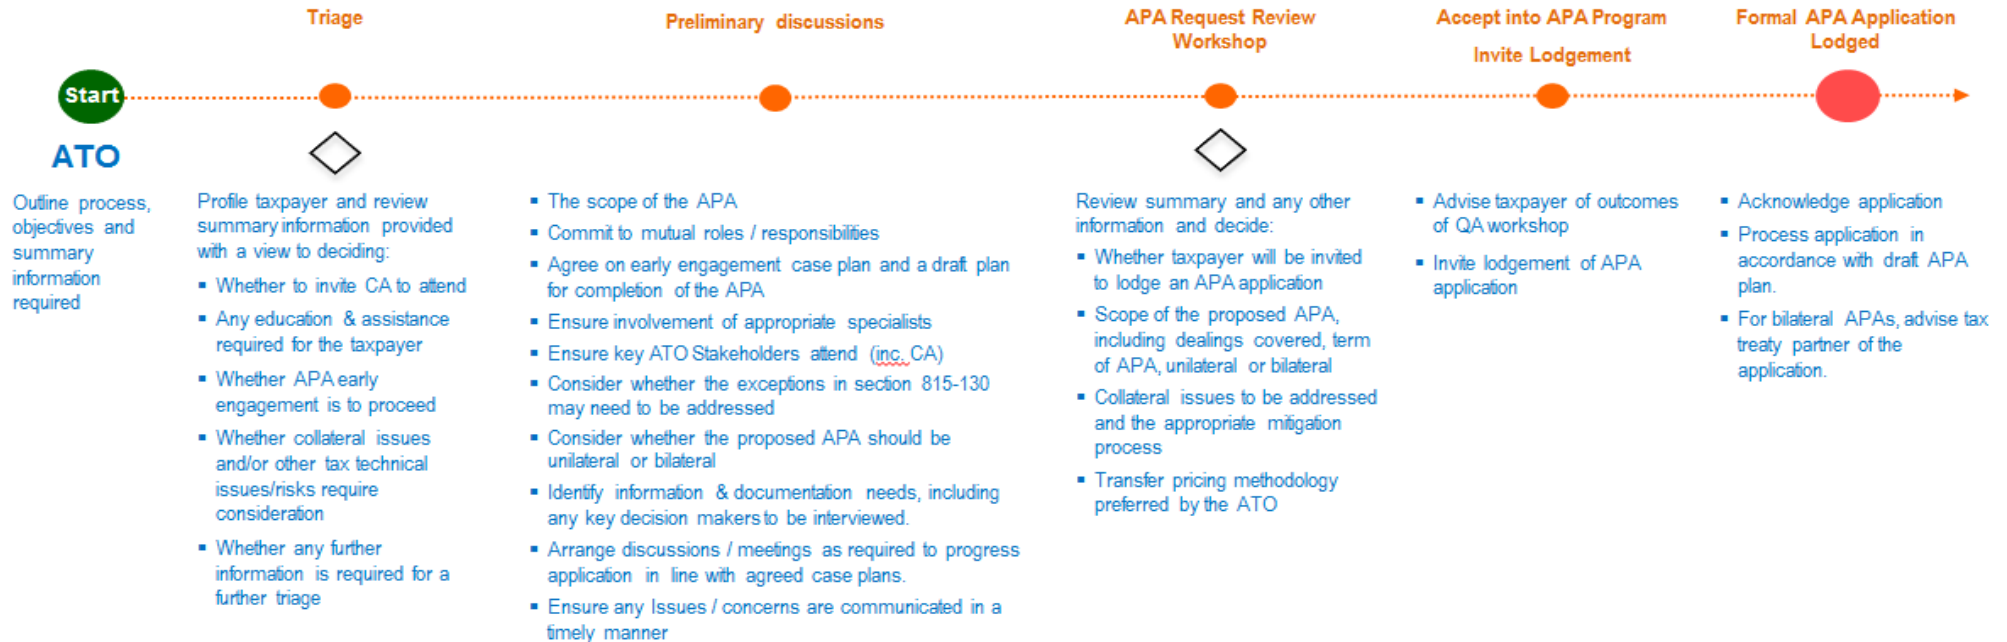 Triage
Preliminary discussions
APA Request Review
Workshop
Accept into APA Program
Invite Lodgement
Formal APA Application
Lodged
Start
ATO
Outline process,
objectives and
summary
information
required
Profile taxpayer and review
summary information provided
with a view to deciding:
▪ Whether to invite CA to attend
▪ Any education & assistance
required for the taxpayer
▪ Whether APA early
engagement is to proceed
▪ Whether collateral issues
and/or other tax technical
issues/risks require
consideration
▪ Whether any further
information is required for a
further triage
▪ The scope of the APA
▪ Commit to mutual roles / responsibilities
▪ Agree on early engagement case plan and a draft plan
for completion of the APA
▪ Ensure involvement of appropriate specialists
▪ Ensure key ATO Stakeholders attend (inc. CA)
▪ Consider whether the exceptions in section 815-130
may need to be addressed
▪ Consider whether the proposed APA should be
unilateral or bilateral
▪ Identify information & documentation needs, including
any key decision makers to be interviewed.
▪ Arrange discussions / meetings as required to progress
application in line with agreed case plans.
▪ Ensure any Issues / concerns are communicated in a
timely manner
Review summary and any other
information and decide:
▪ Whether taxpayer will be invited
to lodge an APA application
▪ Scope of the proposed APA,
including dealings covered, term
of APA, unilateral or bilateral
▪ Collateral issues to be addressed
and the appropriate mitigation
process
▪ Transfer pricing methodology
preferred by the ATO
▪ Advise taxpayer of outcomes
of QA workshop
▪ Invite lodgement of APA
application
▪ Acknowledge application
▪ Process application in
accordance with draft APA
plan.
▪ For bilateral APAs, advise tax
treaty partner of the
application.